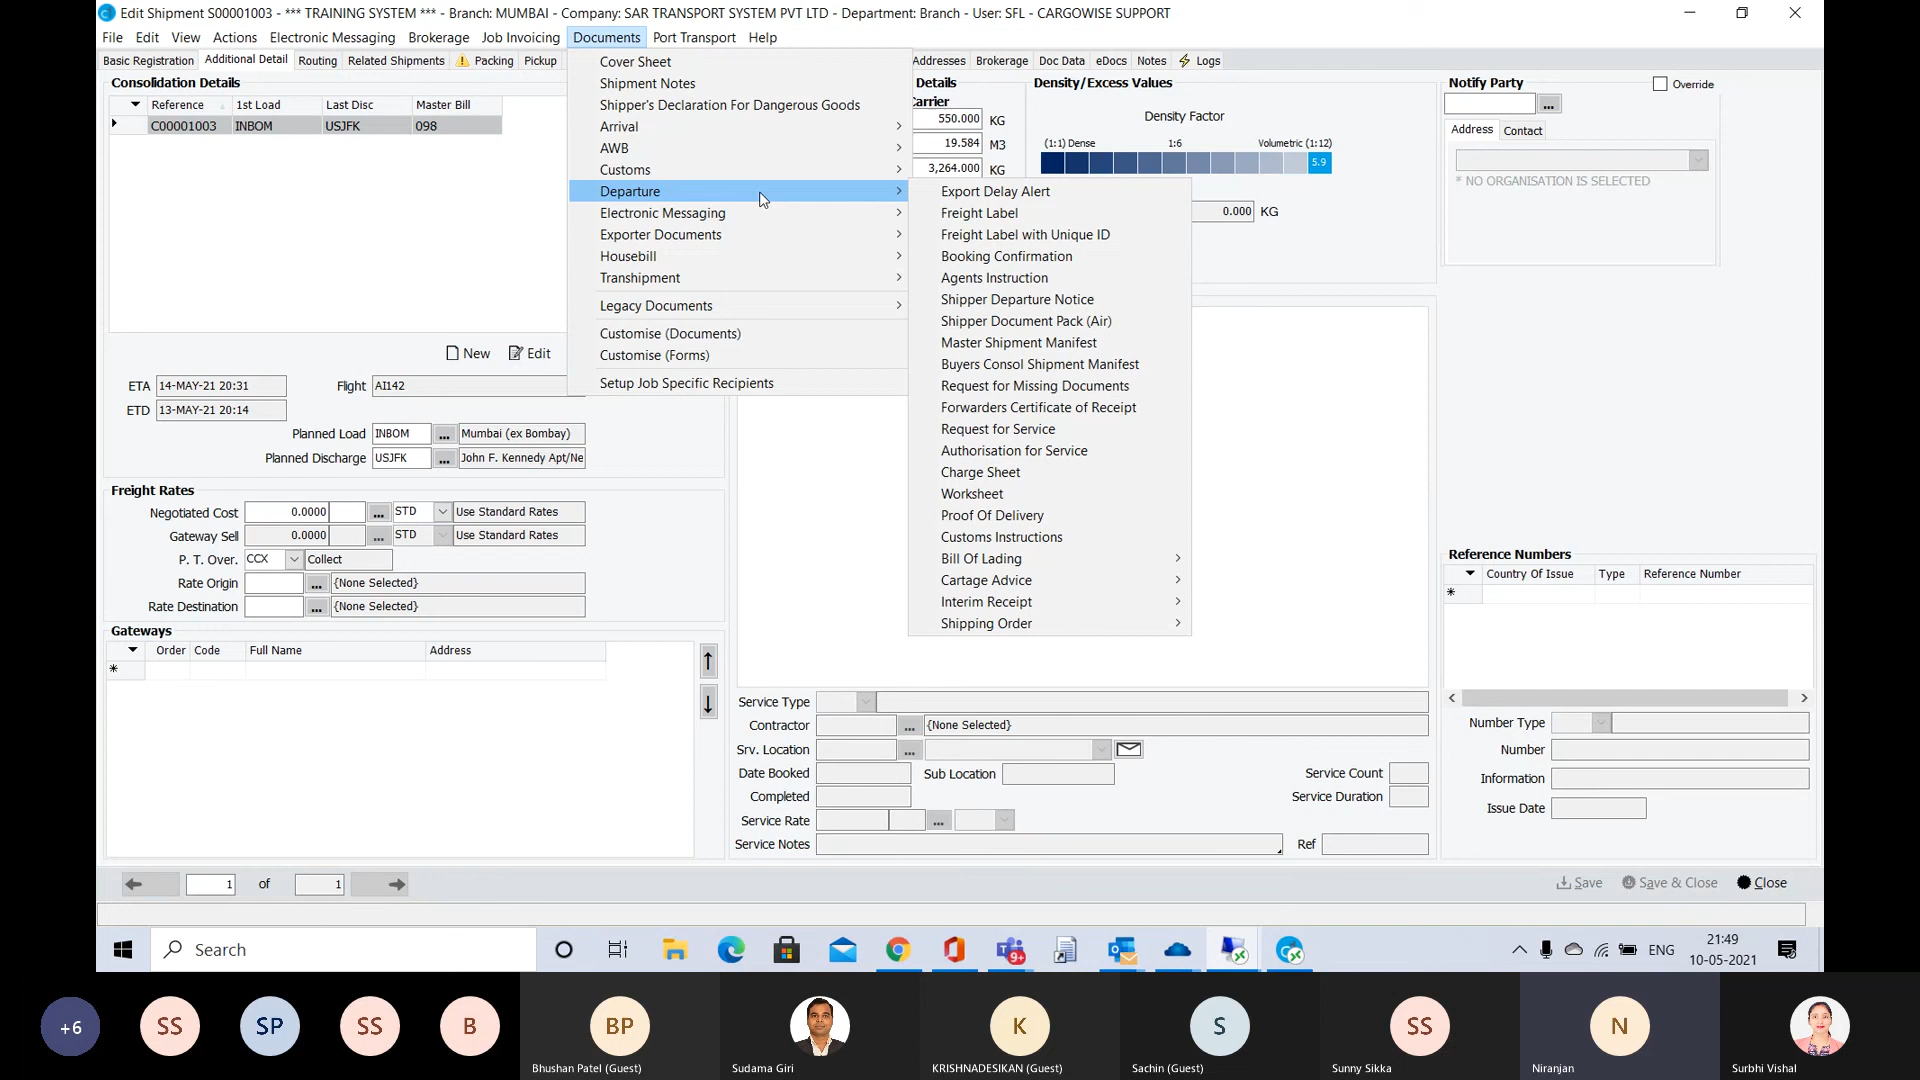 Edit Shipment S00001003 - *** TRAINING SYSTEM *** - Branch: MUMBAI - Company: SAR TRANSPORT SYSTEM PVT LTD - Department: Branch - User: SFL - CARGOWISE SUPPORT
File Edit View Actions Electronic Messaging Brokerage Job Invoicing Documents Port Transport Help
Basic Registration Additional Detail Routing Related Shipments Packing Pickup Addresses Brokerage Doc Data eDocs Notes Logs
Consolidation Details
Reference 1st Load Last Disc Master Bill
C00001003 INBOM USJFK 098
New Edit
ETA 14-MAY-21 20:31 Flight AI142
ETD 13-MAY-21 20:14
Planned Load INBOM ... Mumbai (ex Bombay)
Planned Discharge USJFK ... John F. Kennedy Apt/Ne
Freight Rates
Negotiated Cost 0.0000 ... STD Use Standard Rates
Gateway Sell 0.0000 ... STD Use Standard Rates
P. T. Over. CCX Collect
Rate Origin ... {None Selected}
Rate Destination ... {None Selected}
Gateways
Order Code Full Name Address
*
Cover Sheet
Shipment Notes
Shipper's Declaration For Dangerous Goods
Arrival
AWB
Customs
Departure
Electronic Messaging
Exporter Documents
Housebill
Transhipment
Legacy Documents
Customise (Documents)
Customise (Forms)
Setup Job Specific Recipients
Export Delay Alert
Freight Label
Freight Label with Unique ID
Booking Confirmation
Agents Instruction
Shipper Departure Notice
Shipper Document Pack (Air)
Master Shipment Manifest
Buyers Consol Shipment Manifest
Request for Missing Documents
Forwarders Certificate of Receipt
Request for Service
Authorisation for Service
Charge Sheet
Worksheet
Proof Of Delivery
Customs Instructions
Bill Of Lading
Cartage Advice
Interim Receipt
Shipping Order
Details
Carrier
550.000 KG
19.584 M3
3,264.000 KG
Density/Excess Values
Density Factor
(1:1) Dense 1:6 Volumetric (1:12)
5.9
0.000 KG
Notify Party Override
...
Address Contact
* NO ORGANISATION IS SELECTED
Reference Numbers
Country Of Issue Type Reference Number
*
Number Type
Number
Information
Issue Date
Service Type
Contractor ... {None Selected}
Srv. Location ...
Date Booked Sub Location Service Count
Completed Service Duration
Service Rate ...
Service Notes Ref
1 of 1
Save Save & Close Close
Search
9+
ENG
21:49
10-05-2021
+6 SS SP SS B BP K S SS N
Bhushan Patel (Guest) Sudama Giri KRISHNADESIKAN (Guest) Sachin (Guest) Sunny Sikka Niranjan Surbhi Vishal